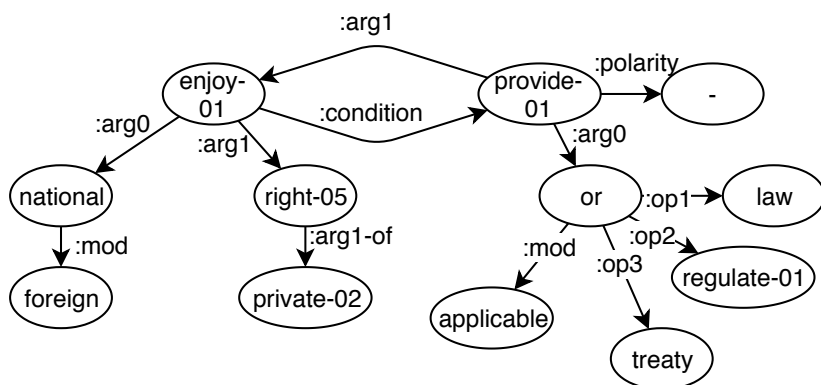 :arg1
enjoy-
01
provide-
01
:polarity
-
:condition
:arg0
:arg1
:arg0
national
right-05
or
:op1
law
:mod
:arg1-of
:mod
:op2
:op3
foreign
private-02
applicable
regulate-01
treaty